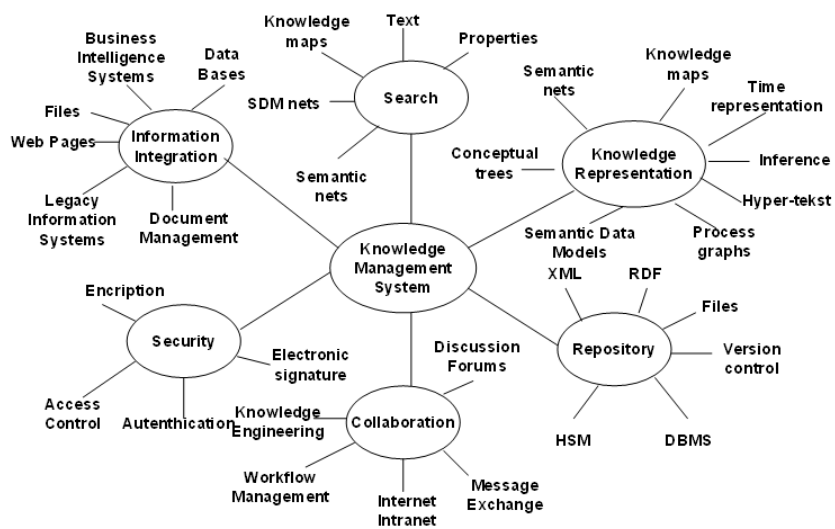 Business
Intelligence
Systems
Data
Bases
Files
Web Pages
Information
Integration
Legacy
Information
Systems
Document
Management
Knowledge
maps
Text
Properties
SDM nets
Search
Semantic
nets
Semantic
nets
Knowledge
maps
Time
representation
Conceptual
trees
Knowledge
Representation
Inference
Hyper-tekst
Semantic Data
Models
Process
graphs
Knowledge
Management
System
Encription
Security
Electronic
signature
Access
Control
Autenthication
XML
RDF
Files
Repository
Version
control
HSM
DBMS
Discussion
Forums
Knowledge
Engineering
Collaboration
Workflow
Management
Internet
Intranet
Message
Exchange